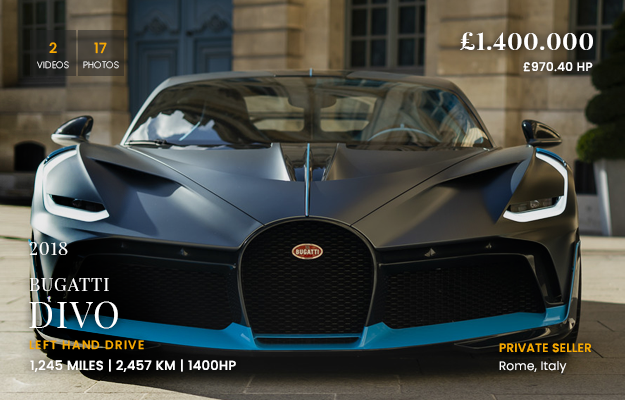 2 17
VIDEOS PHOTOS
£1.400.000
£970.40 HP
BUGATTI
2018
BUGATTI
DIVO
LEFT HAND DRIVE
1,245 MILES | 2,457 KM | 1400HP
PRIVATE SELLER
Rome, Italy